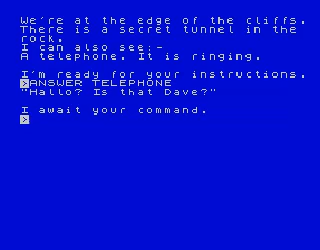 We're at the edge of the cliffs.
There is a secret tunnel in the
rock.
I can also see:-
A telephone. It is ringing.
I'm ready for your instructions.
>ANSWER TELEPHONE
"Hallo? Is that Dave?"
I await your command.
>